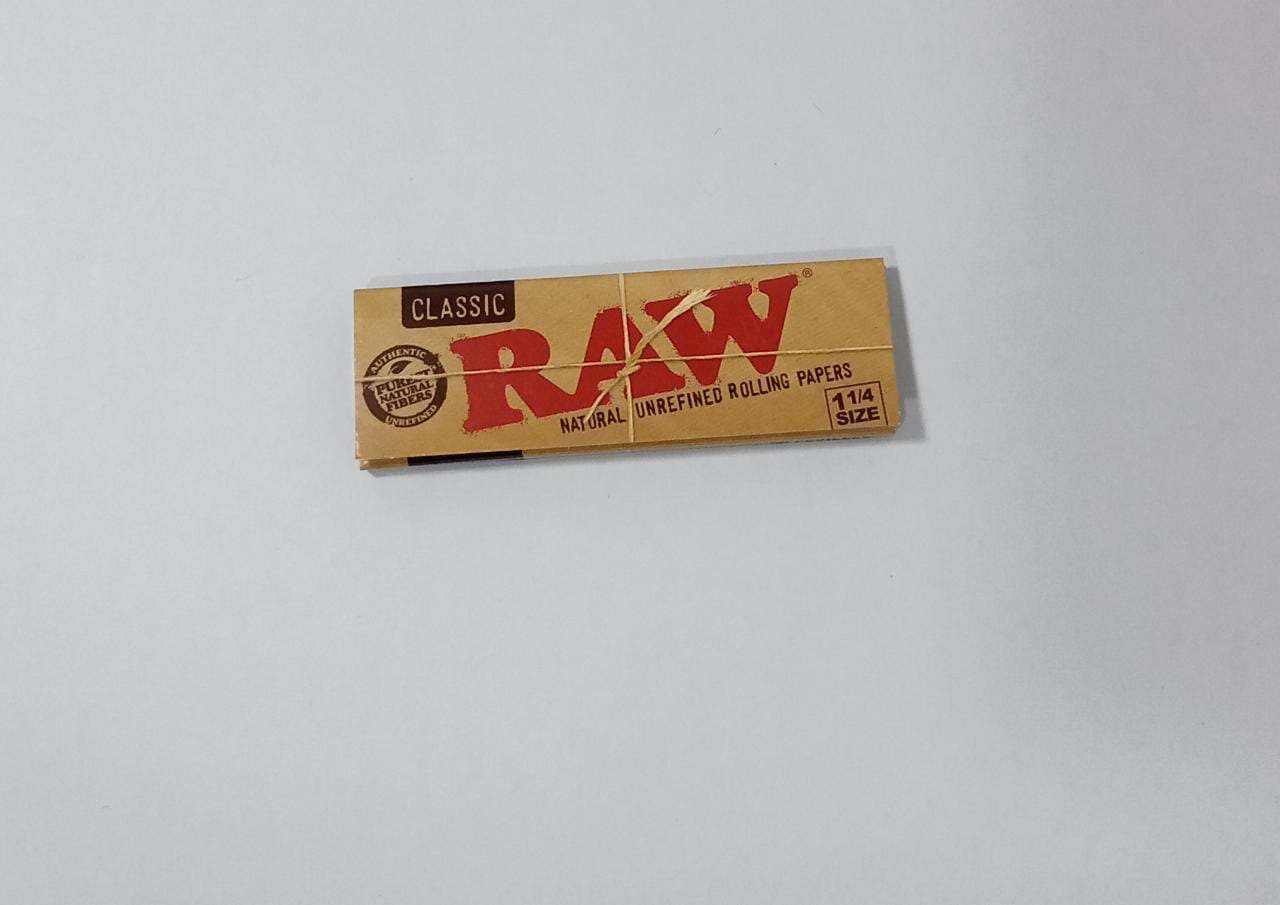 CLASSIC
RAW®
AUTHENTIC
PURE
NATURAL
FIBERS
UNREFINED
NATURAL UNREFINED ROLLING PAPERS
1 1/4
SIZE